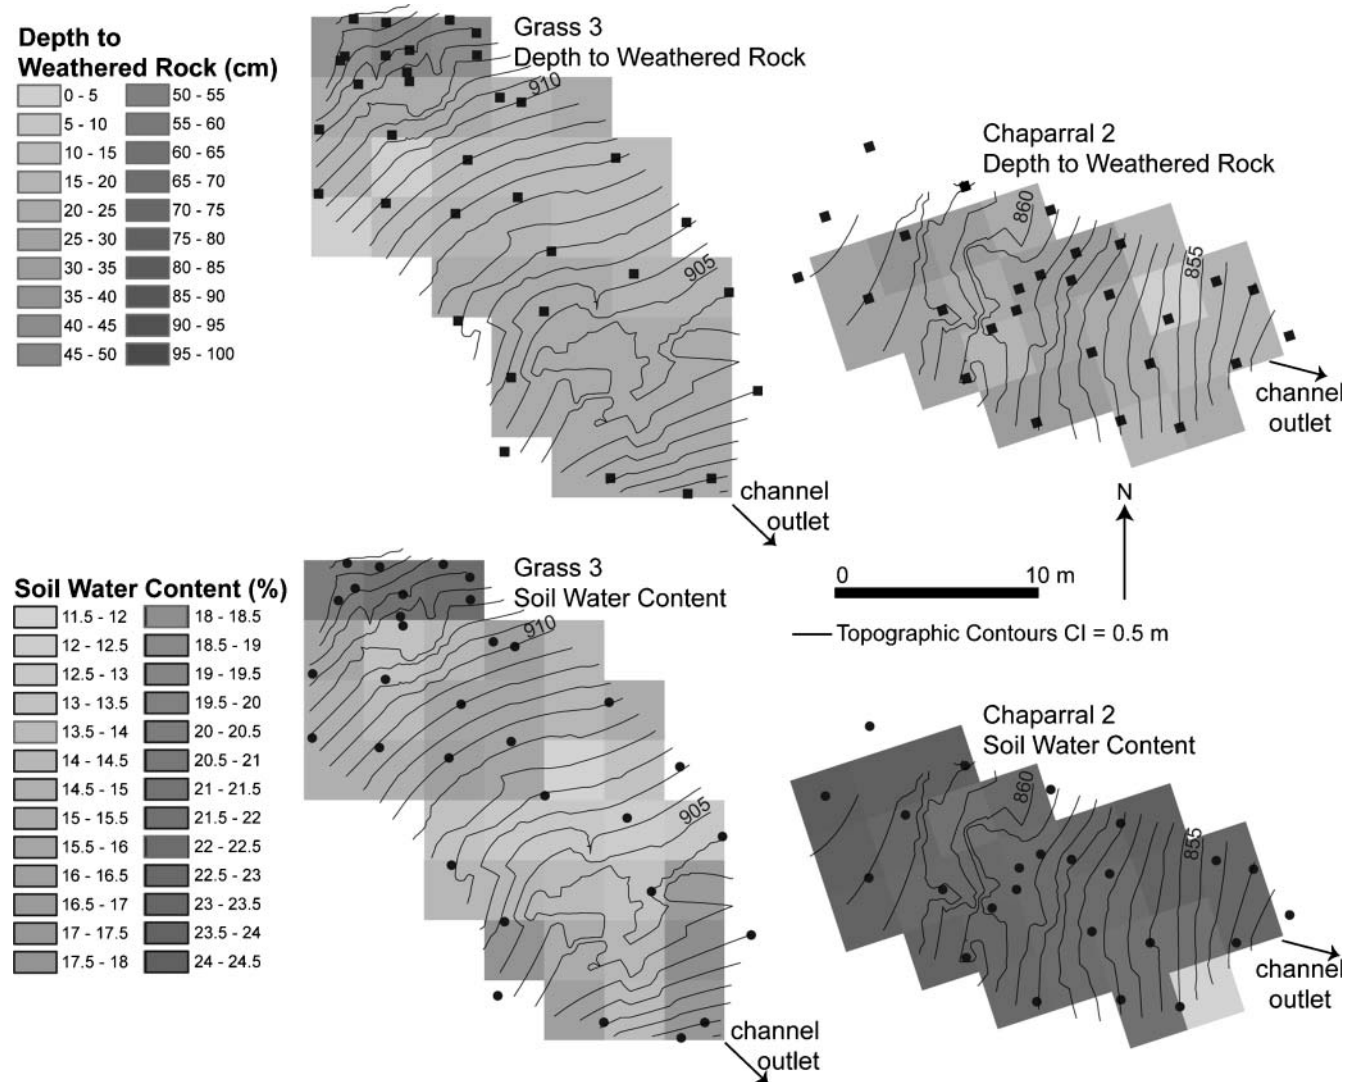 Depth to
Weathered Rock (cm)
0 - 5
5 - 10
10 - 15
15 - 20
20 - 25
25 - 30
30 - 35
35 - 40
40 - 45
45 - 50
50 - 55
55 - 60
60 - 65
65 - 70
70 - 75
75 - 80
80 - 85
85 - 90
90 - 95
95 - 100
Grass 3
Depth to Weathered Rock
910
905
channel
outlet
Chaparral 2
Depth to Weathered Rock
860
855
channel
outlet
N
0 10 m
Topographic Contours CI = 0.5 m
Soil Water Content (%)
11.5 - 12
12 - 12.5
12.5 - 13
13 - 13.5
13.5 - 14
14 - 14.5
14.5 - 15
15 - 15.5
15.5 - 16
16 - 16.5
16.5 - 17
17 - 17.5
17.5 - 18
18 - 18.5
18.5 - 19
19 - 19.5
19.5 - 20
20 - 20.5
20.5 - 21
21 - 21.5
21.5 - 22
22 - 22.5
22.5 - 23
23 - 23.5
23.5 - 24
24 - 24.5
Grass 3
Soil Water Content
910
905
channel
outlet
Chaparral 2
Soil Water Content
860
855
channel
outlet